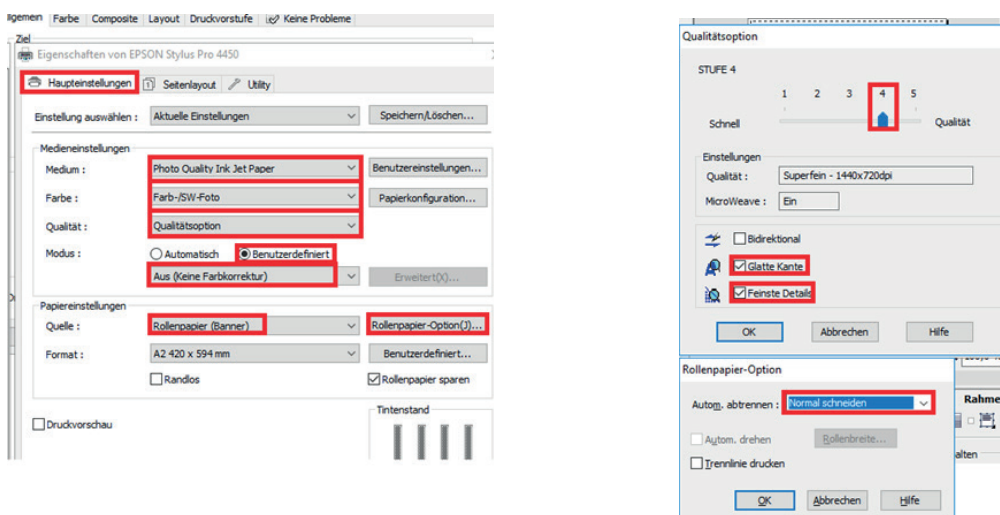 lgemein Farbe Composite Layout Druckvorstufe Keine Probleme
Ziel
Eigenschaften von EPSON Stylus Pro 4450
Haupteinstellungen Seitenlayout Utility
Einstellung auswählen : Aktuelle Einstellungen Speichern/Löschen...
Medieneinstellungen
Medium : Photo Quality Ink Jet Paper Benutzereinstellungen...
Farbe : Farb-/SW-Foto Papierkonfiguration...
Qualität : Qualitätsoption
Modus : Automatisch Benutzerdefiniert
Aus (Keine Farbkorrektur) Erweitert(X)...
Papiereinstellungen
Quelle : Rollenpapier (Banner) Rollenpapier-Option(J)...
Format : A2 420 x 594 mm Benutzerdefiniert...
Randlos Rollenpapier sparen
Tintenstand
Druckvorschau
Qualitätsoption
STUFE 4
1 2 3 4 5
Schnell Qualität
Einstellungen
Qualität : Superfein - 1440x720dpi
MicroWeave : Ein
Bidirektional
Glatte Kante
Feinste Details
OK Abbrechen Hilfe
Rollenpapier-Option
Autom. abtrennen : Normal schneiden
Rahme
Autom. drehen Rollenbreite...
alten
Trennlinie drucken
OK Abbrechen Hilfe